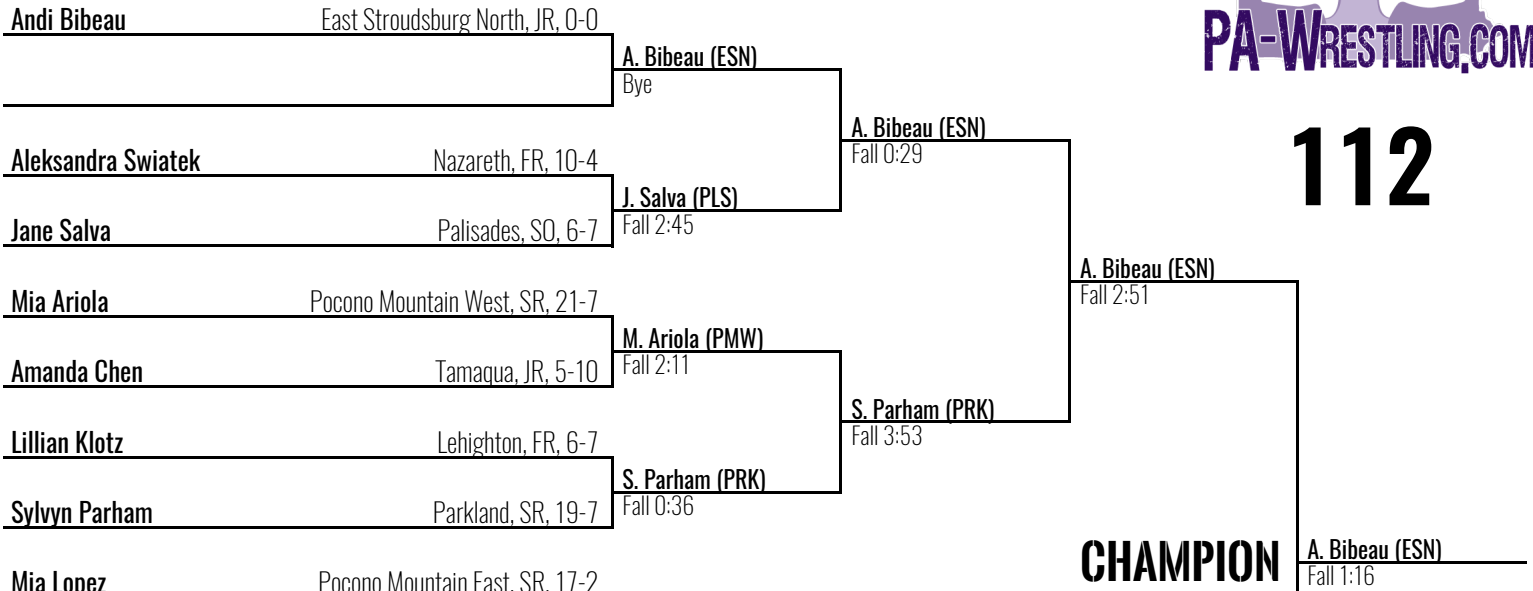 Andi Bibeau East Stroudsburg North, JR, 0-0
A. Bibeau (ESN)
Bye
Aleksandra Swiatek Nazareth, FR, 10-4
J. Salva (PLS)
Fall 2:45
Jane Salva Palisades, SO, 6-7
A. Bibeau (ESN)
Fall 0:29
Mia Ariola Pocono Mountain West, SR, 21-7
M. Ariola (PMW)
Fall 2:11
Amanda Chen Tamaqua, JR, 5-10
Lillian Klotz Lehighton, FR, 6-7
S. Parham (PRK)
Fall 0:36
Sylvyn Parham Parkland, SR, 19-7
S. Parham (PRK)
Fall 3:53
A. Bibeau (ESN)
Fall 2:51
Mia Lopez Pocono Mountain East, SR, 17-2
PA-WRESTLING.COM
112
CHAMPION A. Bibeau (ESN)
Fall 1:16